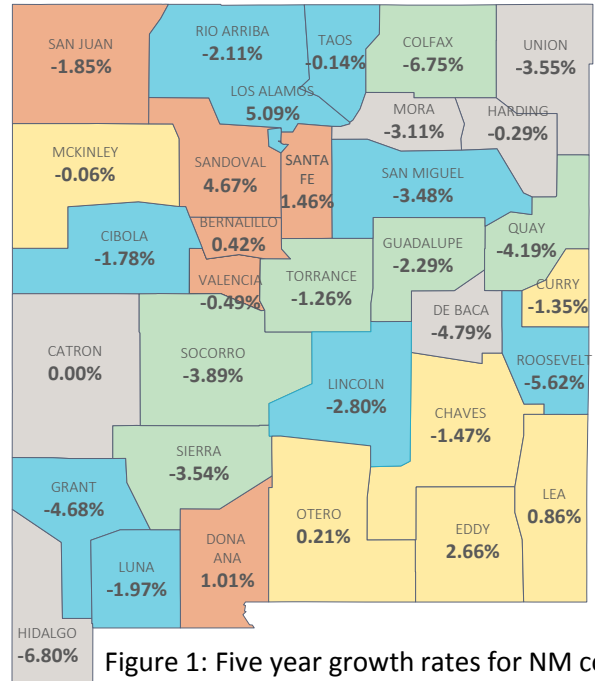 SAN JUAN
-1.85%
RIO ARRIBA
-2.11%
TAOS
-0.14%
COLFAX
-6.75%
UNION
-3.55%
LOS ALAMOS
5.09%
MORA
-3.11%
HARDING
-0.29%
MCKINLEY
-0.06%
SANDOVAL
4.67%
SANTA
FE
1.46%
SAN MIGUEL
-3.48%
CIBOLA
-1.78%
BERNALILLO
0.42%
VALENCIA
-0.49%
TORRANCE
-1.26%
GUADALUPE
-2.29%
QUAY
-4.19%
CURRY
-1.35%
DE BACA
-4.79%
ROOSEVELT
-5.62%
CATRON
0.00%
SOCORRO
-3.89%
LINCOLN
-2.80%
CHAVES
-1.47%
SIERRA
-3.54%
GRANT
-4.68%
LUNA
-1.97%
DONA
ANA
1.01%
OTERO
0.21%
EDDY
2.66%
LEA
0.86%
HIDALGO
-6.80%
Figure 1: Five year growth rates for NM co